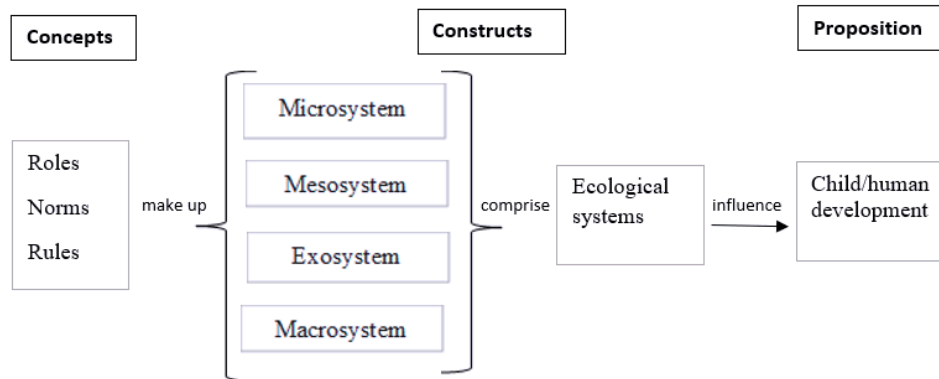 Concepts
Constructs
Proposition
Roles
Norms
Rules
make up
Microsystem
Mesosystem
Exosystem
Macrosystem
comprise
Ecological
systems
influence
Child/human
development